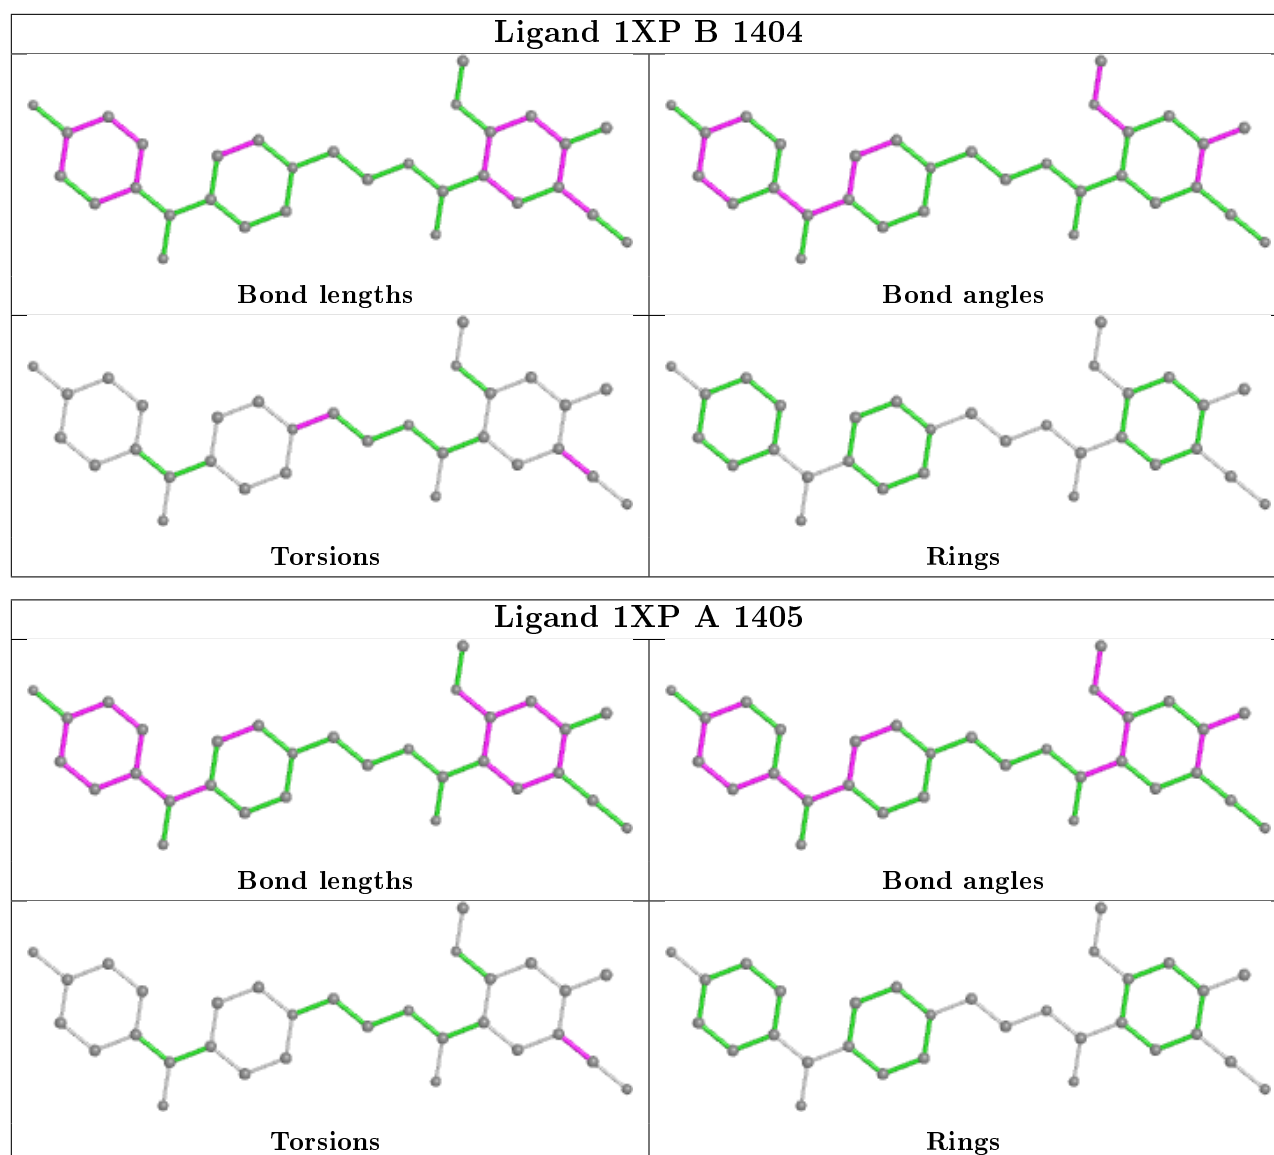 Ligand 1XP B 1404
Bond lengths
Bond angles
Torsions
Rings
Ligand 1XP A 1405
Bond lengths
Bond angles
Torsions
Rings